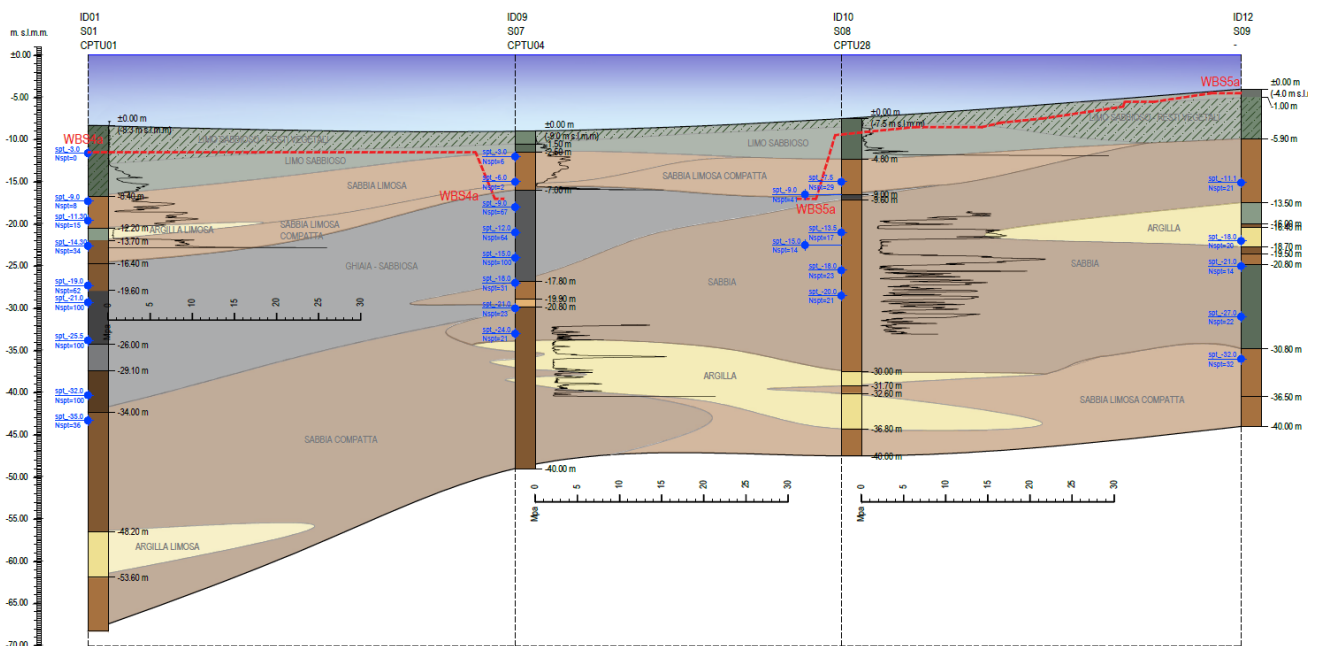 ID01
S01
CPTU01
ID09
S07
CPTU04
ID10
S08
CPTU28
ID12
S09
-
m. s.l.m.m.
±0.00
-5.00
-10.00
-15.00
-20.00
-25.00
-30.00
-35.00
-40.00
-45.00
-50.00
-55.00
-60.00
-65.00
-70.00
WBS4a
WBS4a
WBS5a
WBS5a
±0.00 m
(-8.3 m s.l.m.m)
-8.40 m
-12.20 m
-13.70 m
-16.40 m
-19.60 m
-26.00 m
-29.10 m
-34.00 m
-48.20 m
-53.60 m
spt_-3.0
Nspt=0
spt_-9.0
Nspt=8
spt_-11.30
Nspt=15
spt_-14.30
Nspt=34
spt_-19.0
Nspt=62
spt_-21.0
Nspt=100
spt_-25.5
Nspt=100
spt_-32.0
Nspt=100
spt_-35.0
Nspt=36
0 5 10 15 20 25 30
Mpa
LIMO SABBIOSO - RESTI VEGETALI
LIMO SABBIOSO
SABBIA LIMOSA
ARGILLA LIMOSA
SABBIA LIMOSA
COMPATTA
GHIAIA - SABBIOSA
SABBIA COMPATTA
ARGILLA LIMOSA
±0.00 m
(-9.0 m s.l.m.m)
-1.50 m
-7.00 m
-17.80 m
-19.90 m
-20.80 m
-40.00 m
spt_-3.0
Nspt=6
spt_-6.0
Nspt=2
spt_-9.0
Nspt=67
spt_-12.0
Nspt=64
spt_-15.0
Nspt=100
spt_-18.0
Nspt=31
spt_-21.0
Nspt=23
spt_-24.0
Nspt=21
0 5 10 15 20 25 30
Mpa
LIMO SABBIOSO
SABBIA LIMOSA COMPATTA
SABBIA
ARGILLA
±0.00 m
(-7.5 m s.l.m.m)
-4.80 m
-9.00 m
-9.60 m
-30.00 m
-31.70 m
-32.60 m
-36.80 m
-40.00 m
spt_-7.5
Nspt=29
spt_-9.0
Nspt=41
spt_-13.5
Nspt=17
spt_-15.0
Nspt=14
spt_-18.0
Nspt=23
spt_-20.0
Nspt=21
0 5 10 15 20 25 30
Mpa
LIMO SABBIOSO - RESTI VEGETALI
ARGILLA
SABBIA
SABBIA LIMOSA COMPATTA
±0.00 m
-1.00 m
-5.90 m
-13.50 m
-16.40 m
-18.70 m
-19.50 m
-20.80 m
-30.80 m
-36.50 m
-40.00 m
spt_-11.1
Nspt=21
spt_-18.0
Nspt=20
spt_-21.0
Nspt=14
spt_-27.0
Nspt=22
spt_-32.0
Nspt=32